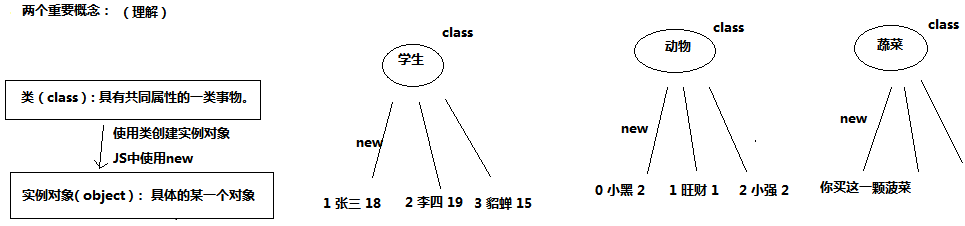 两个重要概念：（理解）
类（class）：具有共同属性的一类事物。
使用类创建实例对象
JS中使用new
实例对象（object）： 具体的某一个对象
class
学生
new
1 张三 18
2 李四 19
3 貂蝉 15
class
动物
new
0 小黑 2
1 旺财 1
2 小强 2
class
蔬菜
new
你买这一颗菠菜